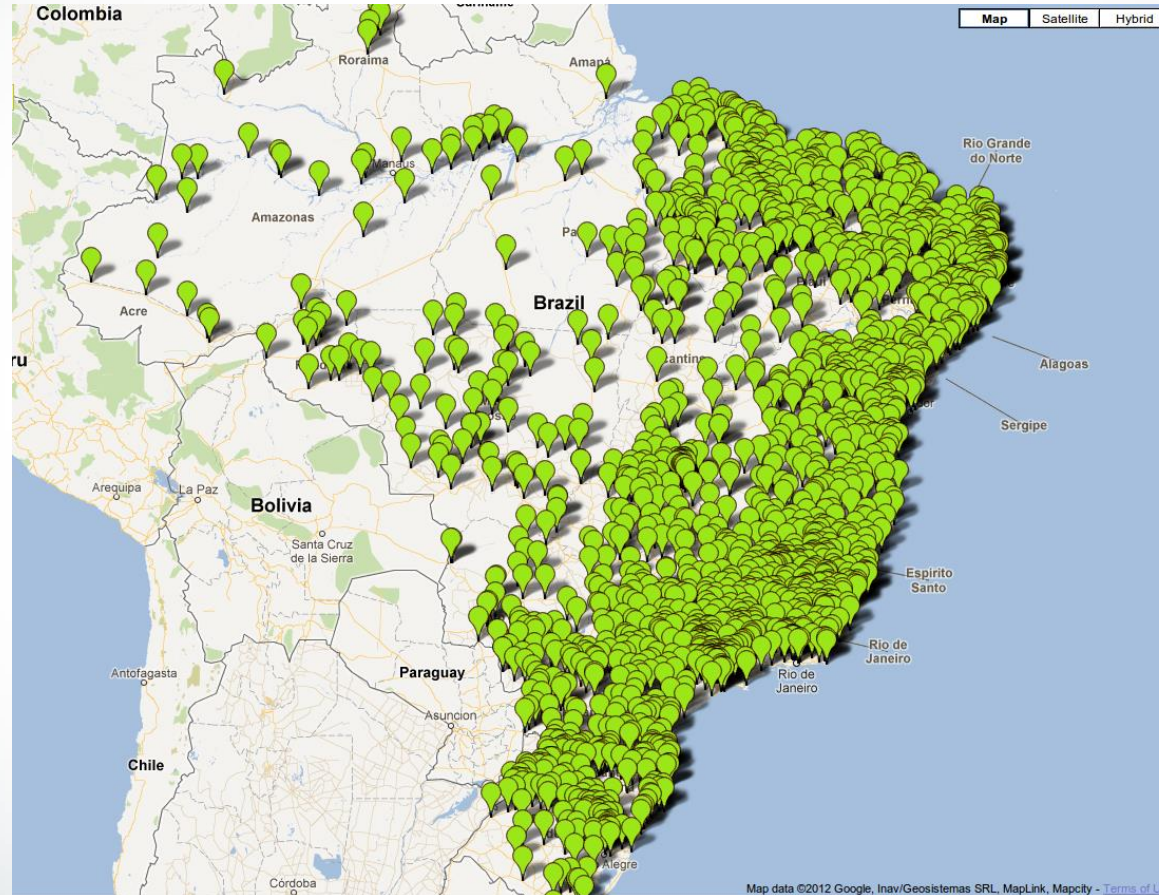 Colombia
Map Satellite Hybrid
Roraima
Amapá
Rio Grande
do Norte
Manaus
Amazonas
Brazil
Acre
Alagoas
Sergipe
Arequipa
La Paz
Bolivia
Santa Cruz
de la Sierra
Espirito
Santo
Rio de
Janeiro
Rio de
Janeiro
Paraguay
Antofagasta
Asuncion
Chile
Alegre
Córdoba
Map data ©2012 Google, Inav/Geosistemas SRL, MapLink, Mapcity - Terms of